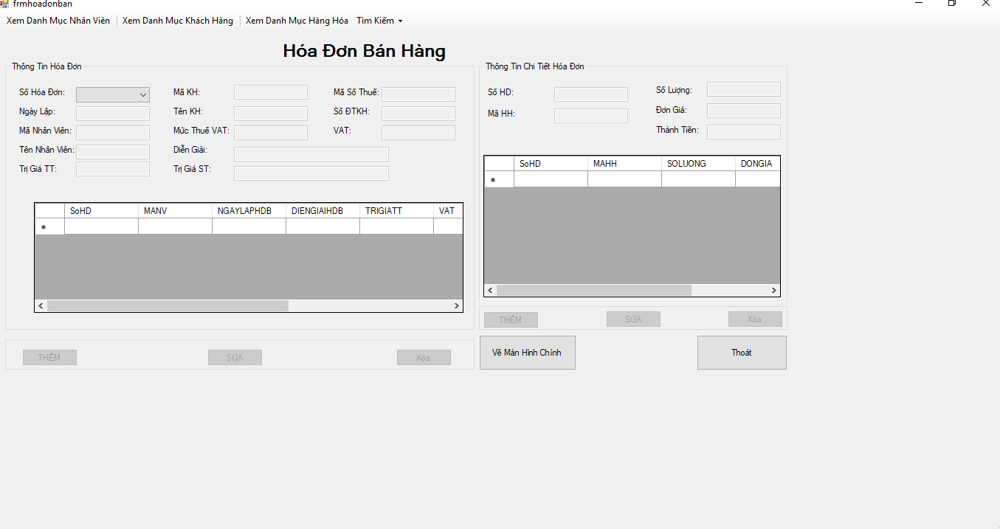 frmhoadonban
Xem Danh Mục Nhân Viên Xem Danh Mục Khách Hàng Xem Danh Mục Hàng Hóa Tìm Kiếm
Hóa Đơn Bán Hàng
Thông Tin Hóa Đơn
Số Hóa Đơn: Mã KH: Mã Số Thuế:
Ngày Lập: Tên KH: Số ĐTKH:
Mã Nhân Viên: Mức Thuế VAT: VAT:
Tên Nhân Viên: Diễn Giải:
Trị Giá TT: Trị Giá ST:
SoHD MANV NGAYLAPHDB DIENGIAIHDB TRIGIATT VAT
THÊM SỬA Xóa
Thông Tin Chi Tiết Hóa Đơn
Số HD: Số Lượng:
Mã HH: Đơn Giá:
Thành Tiền:
SoHD MAHH SOLUONG DONGIA
THÊM SỬA Xóa
Về Màn Hình Chính Thoát